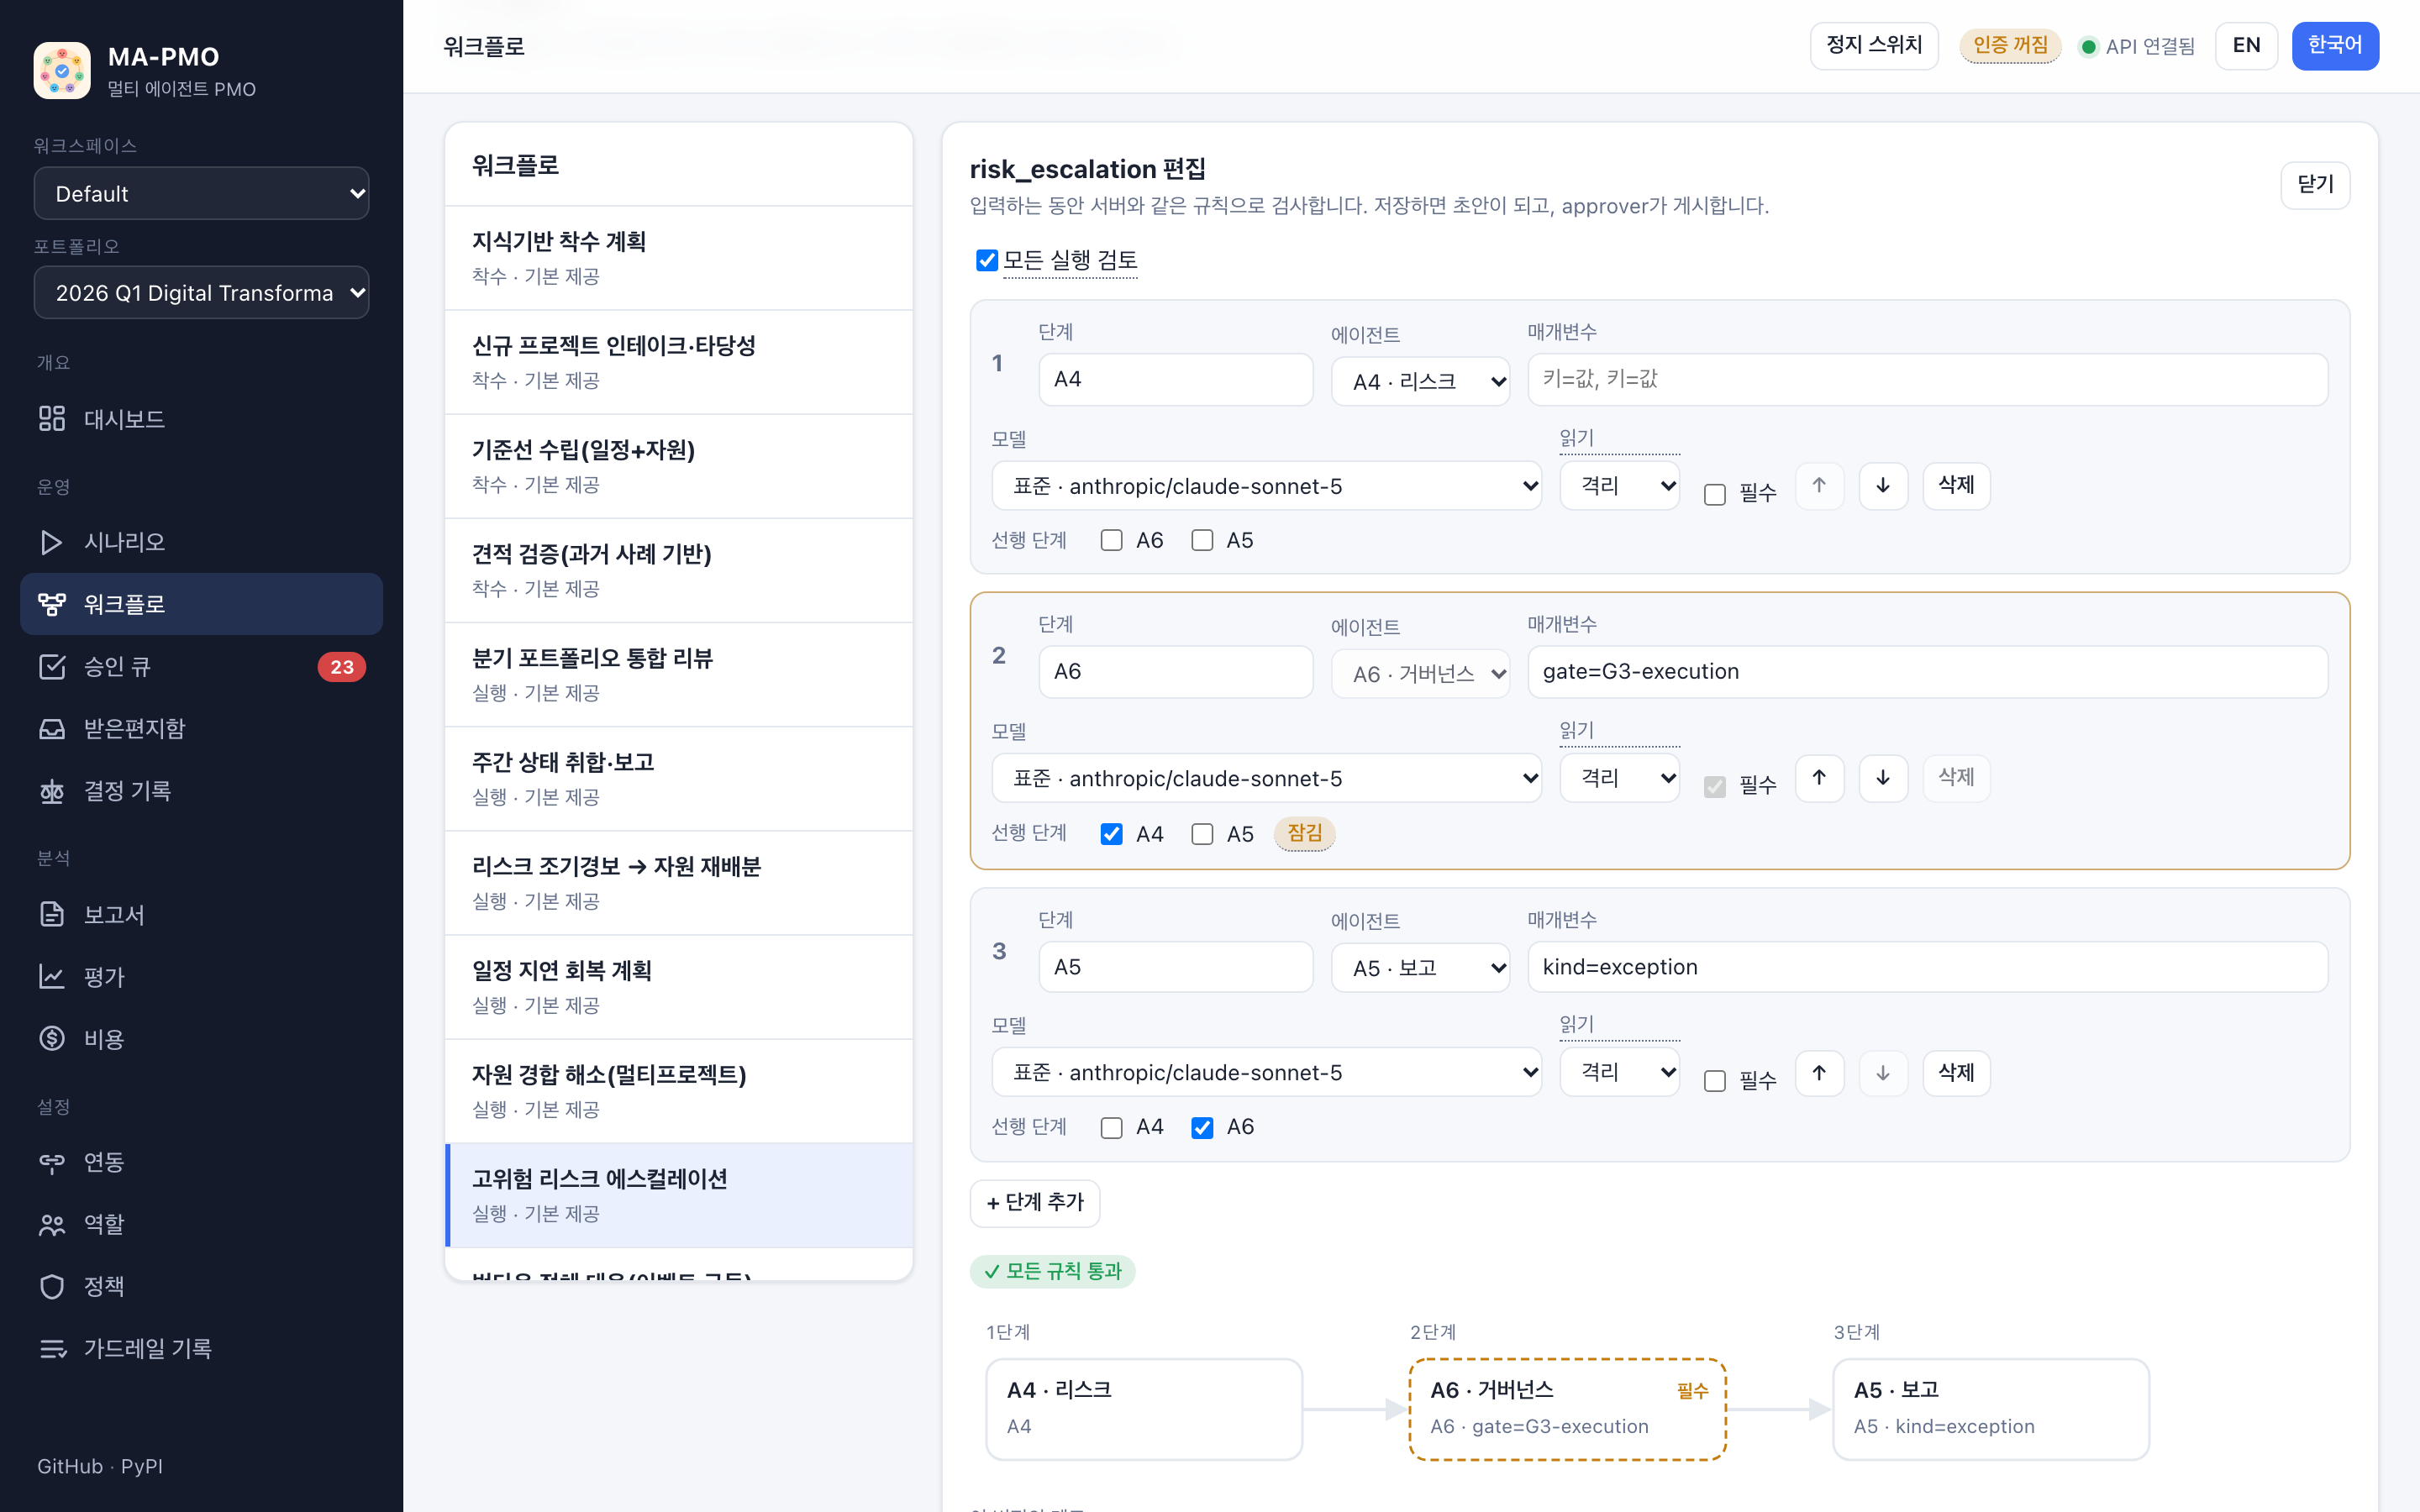 MA-PMO
멀티 에이전트 PMO
워크스페이스
Default
포트폴리오
2026 Q1 Digital Transforma
개요
대시보드
운영
시나리오
워크플로
승인 큐
23
받은편지함
결정 기록
분석
보고서
평가
비용
설정
연동
역할
정책
가드레일 기록
GitHub · PyPI
워크플로
정지 스위치
인증 꺼짐
API 연결됨
EN
한국어
워크플로
지식기반 착수 계획
착수 · 기본 제공
신규 프로젝트 인테이크·타당성
착수 · 기본 제공
기준선 수립(일정+자원)
착수 · 기본 제공
견적 검증(과거 사례 기반)
착수 · 기본 제공
분기 포트폴리오 통합 리뷰
실행 · 기본 제공
주간 상태 취합·보고
실행 · 기본 제공
리스크 조기경보 → 자원 재배분
실행 · 기본 제공
일정 지연 회복 계획
실행 · 기본 제공
자원 경합 해소(멀티프로젝트)
실행 · 기본 제공
고위험 리스크 에스컬레이션
실행 · 기본 제공
risk_escalation 편집
입력하는 동안 서버와 같은 규칙으로 검사합니다. 저장하면 초안이 되고, approver가 게시합니다.
닫기
모든 실행 검토
1
단계 에이전트 매개변수
A4 A4 · 리스크 키=값, 키=값
모델 읽기
표준 · anthropic/claude-sonnet-5 격리 필수 ↑ ↓ 삭제
선행 단계 A6 A5
2
단계 에이전트 매개변수
A6 A6 · 거버넌스 gate=G3-execution
모델 읽기
표준 · anthropic/claude-sonnet-5 격리 필수 ↑ ↓ 삭제
선행 단계 A4 A5 잠김
3
단계 에이전트 매개변수
A5 A5 · 보고 kind=exception
모델 읽기
표준 · anthropic/claude-sonnet-5 격리 필수 ↑ ↓ 삭제
선행 단계 A4 A6
+ 단계 추가
✓ 모든 규칙 통과
1단계 2단계 3단계
A4 · 리스크
A4
A6 · 거버넌스 필수
A6 · gate=G3-execution
A5 · 보고
A5 · kind=exception